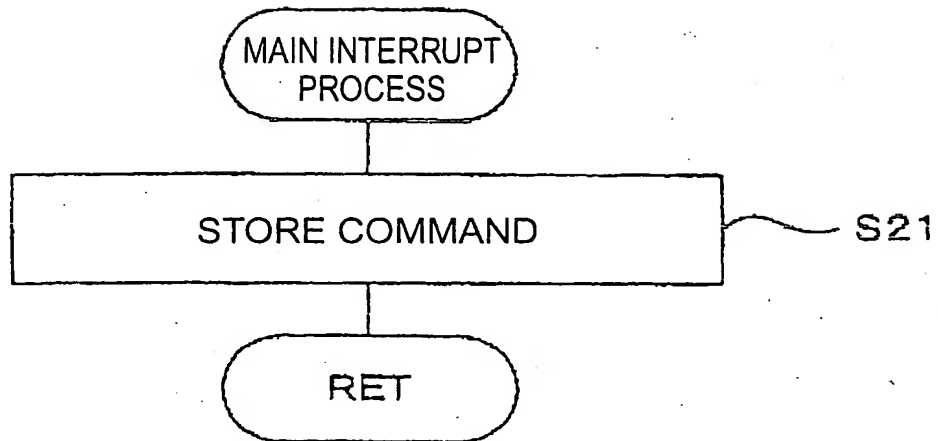 MAIN INTERRUPT
PROCESS
STORE COMMAND
S21
RET